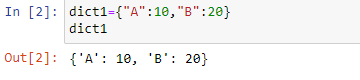 In [2]: dict1={"A":10,"B":20}
dict1
Out[2]: {'A': 10, 'B': 20}